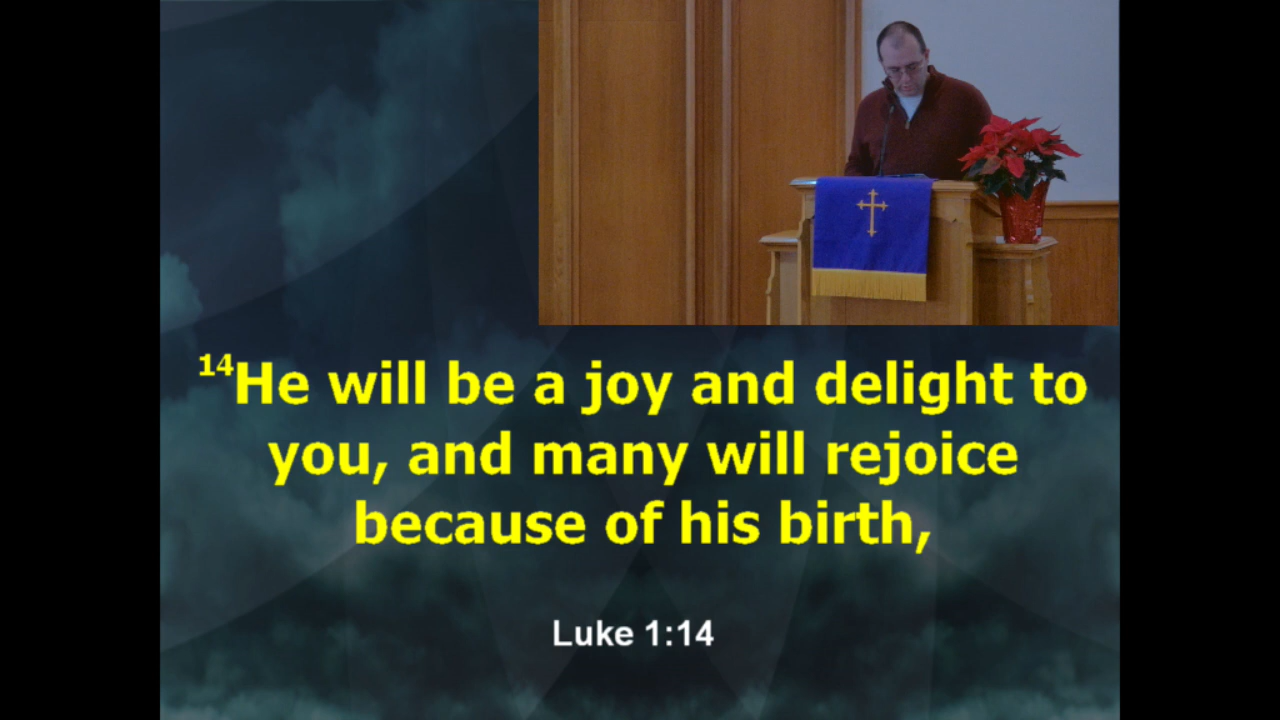 14He will be a joy and delight to
you, and many will rejoice
because of his birth,
Luke 1:14